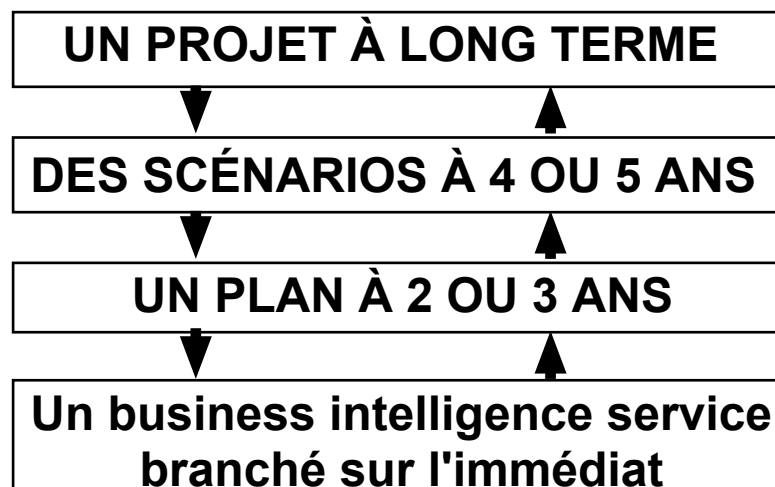 UN PROJET À LONG TERME
DES SCÉNARIOS À 4 OU 5 ANS
UN PLAN À 2 OU 3 ANS
Un business intelligence service
branché sur l'immédiat